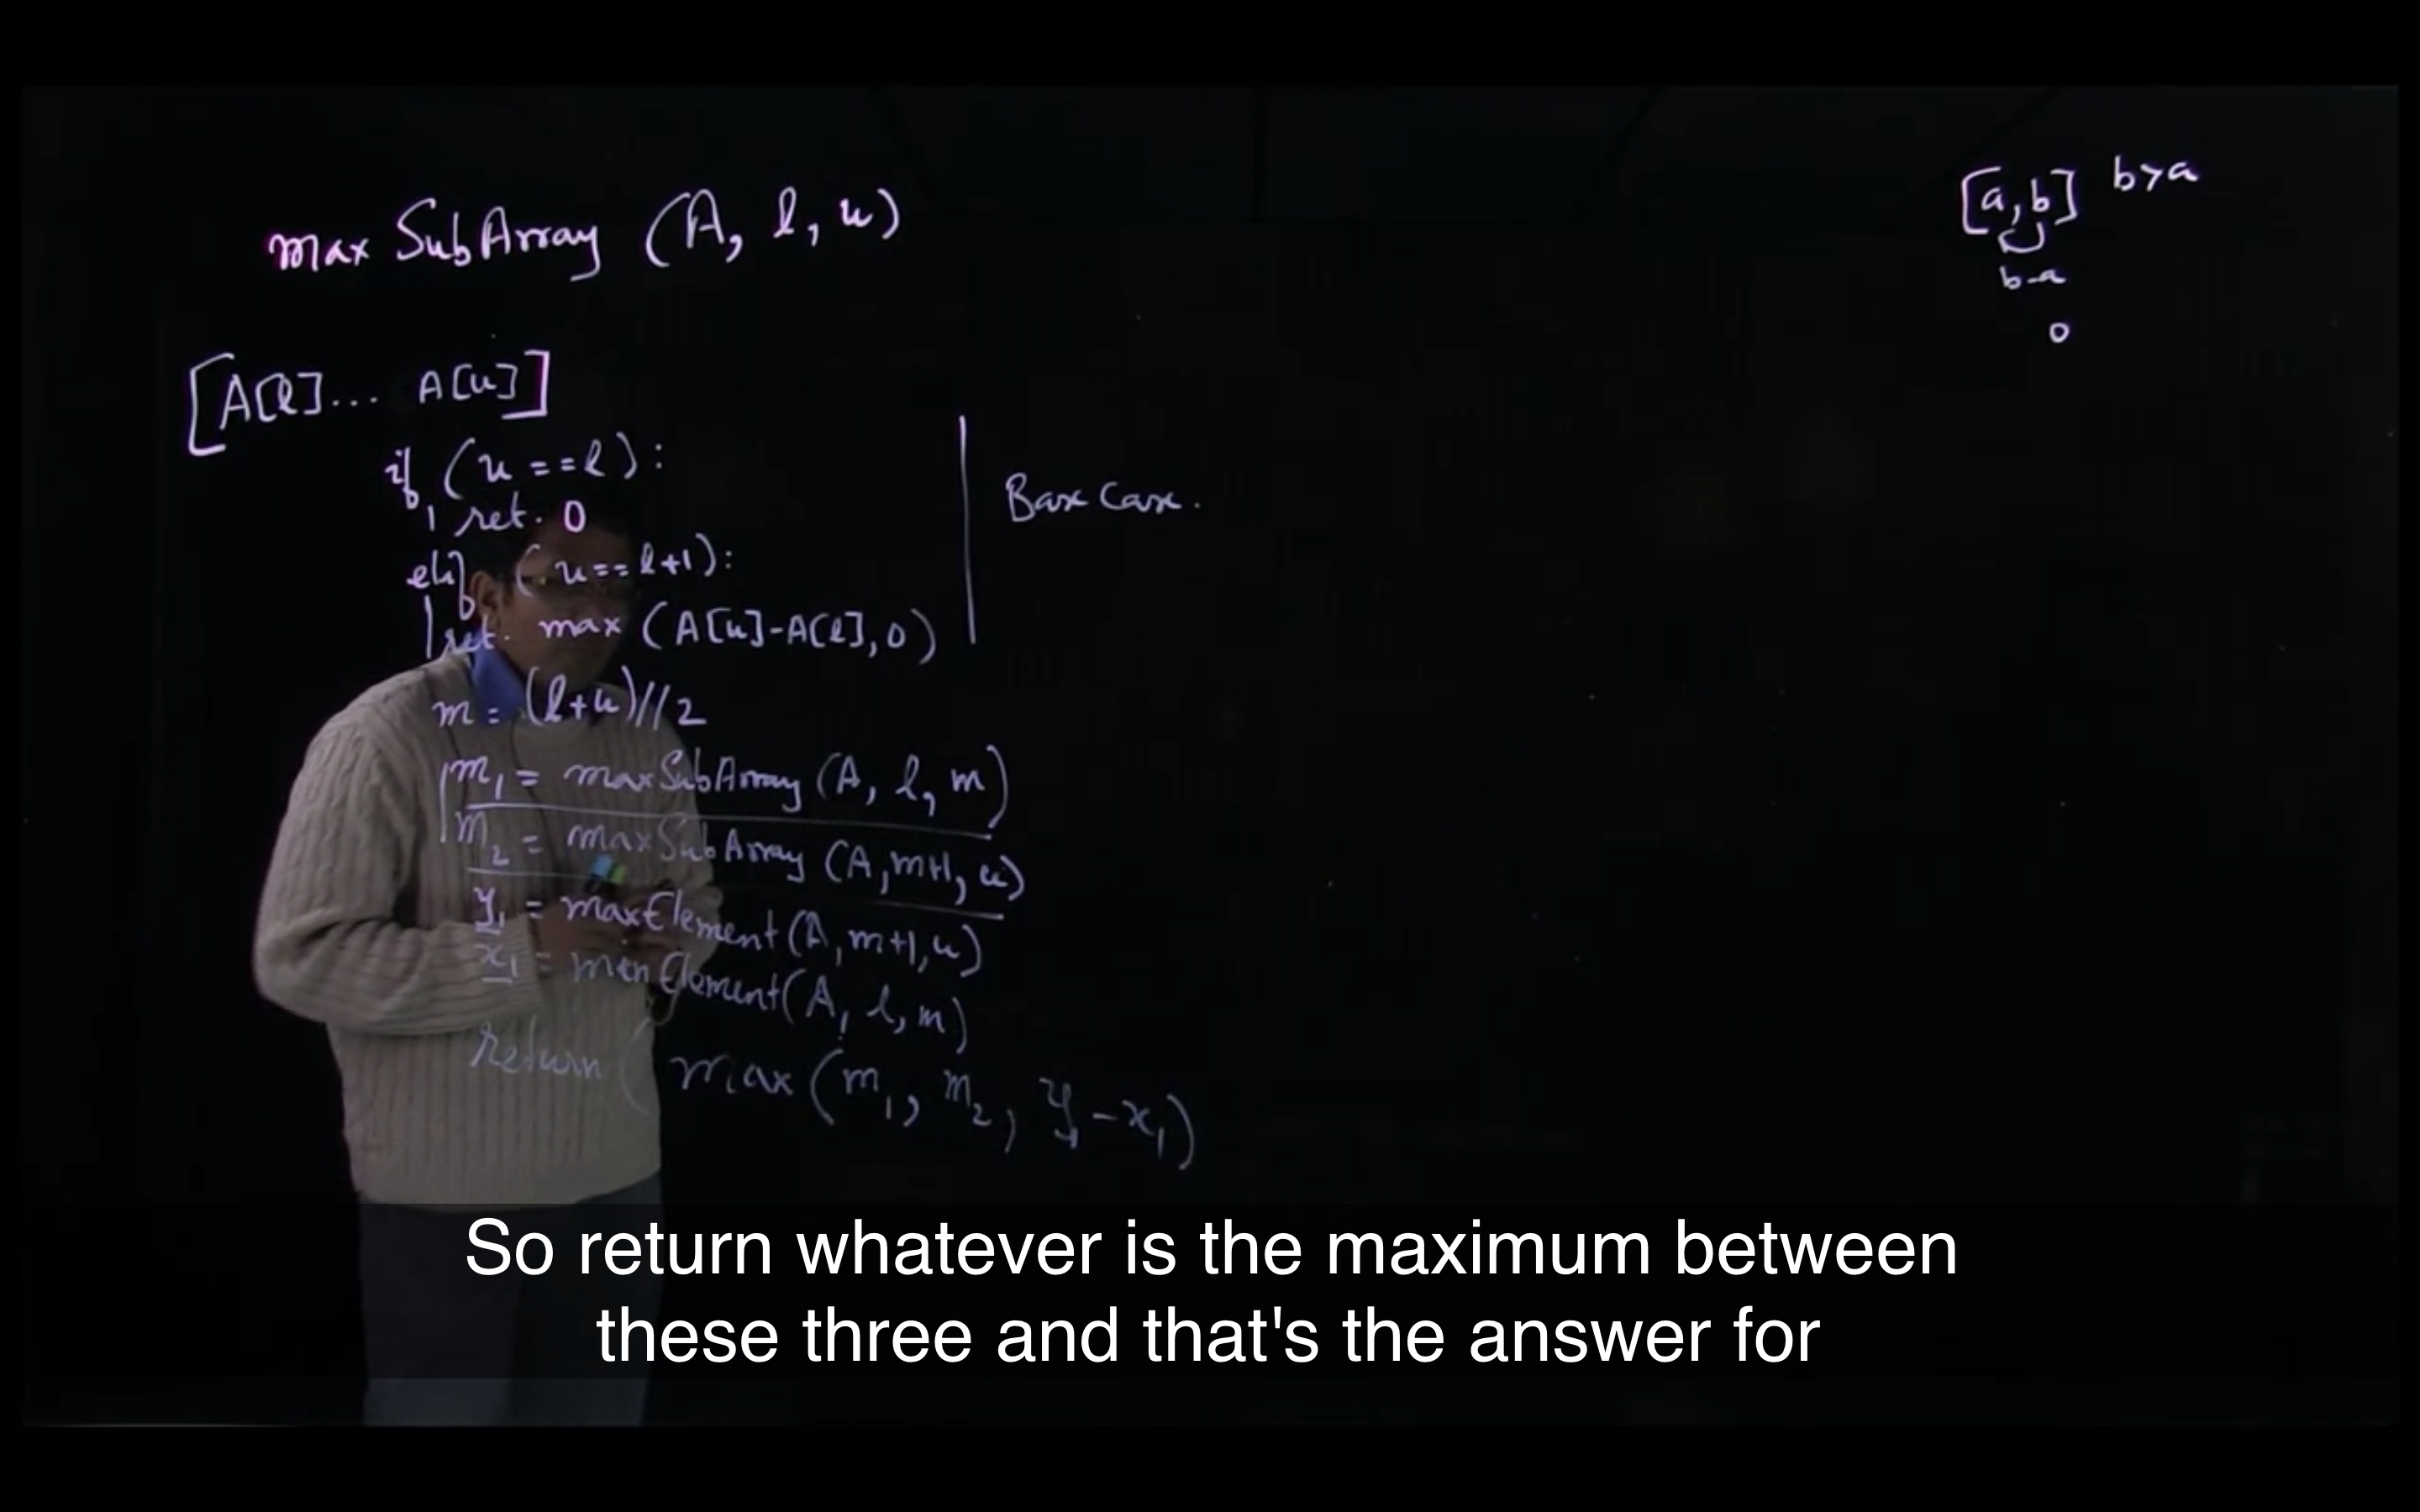 max SubArray (A, l, u)
[a, b] b>a
b-a
0
[A[l]... A[u]]
if (u == l):
ret. 0
elif (u == l+1):
ret. max (A[u]-A[l], 0)
Base Case.
m = (l+u)//2
m1 = maxSubArray (A, l, m)
m2 = maxSubArray (A, m+1, u)
y1 = maxElement (A, m+1, u)
x1 = minElement (A, l, m)
return ( max (m1, m2, y1 - x1)
So return whatever is the maximum between
these three and that's the answer for